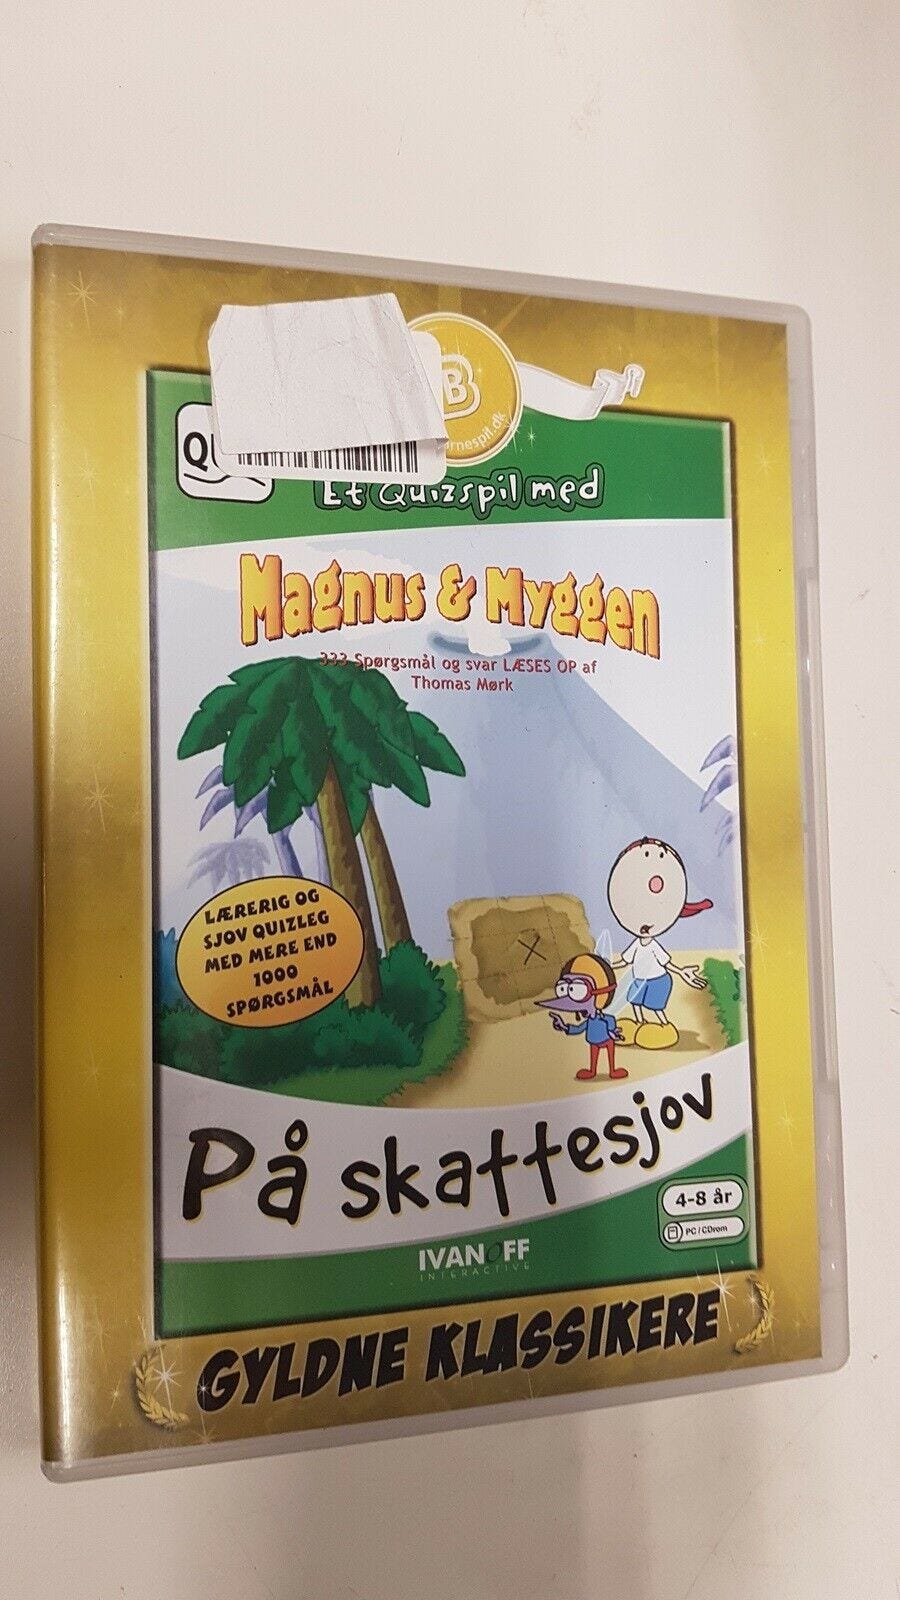 B
Et Quizspil med
Magnus & Myggen
333 Spørgsmål og svar LÆSES OP af
Thomas Mørk
LÆRERIG OG
SJOV QUIZLEG
MED MERE END
1000
SPØRGSMÅL
X
På skattesjov
4-8 år
PC / CDrom
IVANOFF
INTERACTIVE
GYLDNE KLASSIKERE